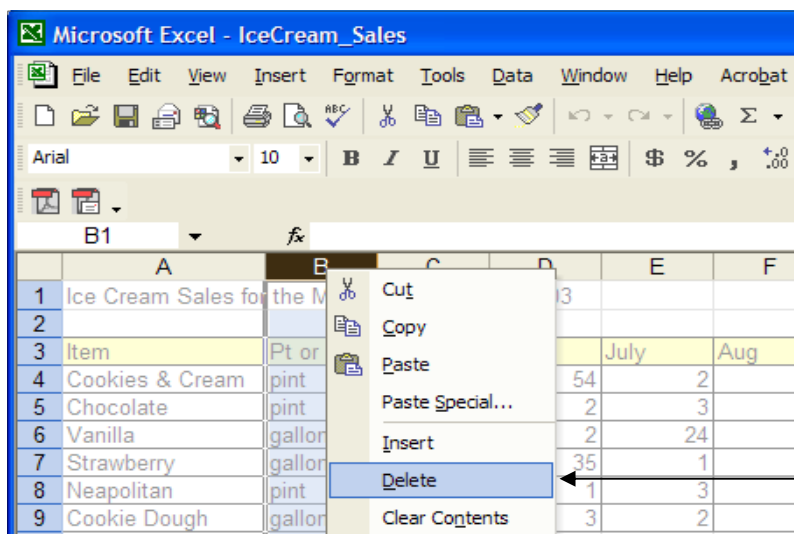 Microsoft Excel - IceCream_Sales
File Edit View Insert Format Tools Data Window Help Acrobat
ABC
Arial 10 B I U $ % , .00
B1 fx
A B C D E F
1 Ice Cream Sales for the M 03
2
3 Item Pt or July Aug
4 Cookies & Cream pint 54 2
5 Chocolate pint 2 3
6 Vanilla gallon 2 24
7 Strawberry gallon 35 1
8 Neapolitan pint 1 3
9 Cookie Dough gallon 3 2
Cut
Copy
Paste
Paste Special...
Insert
Delete
Clear Contents